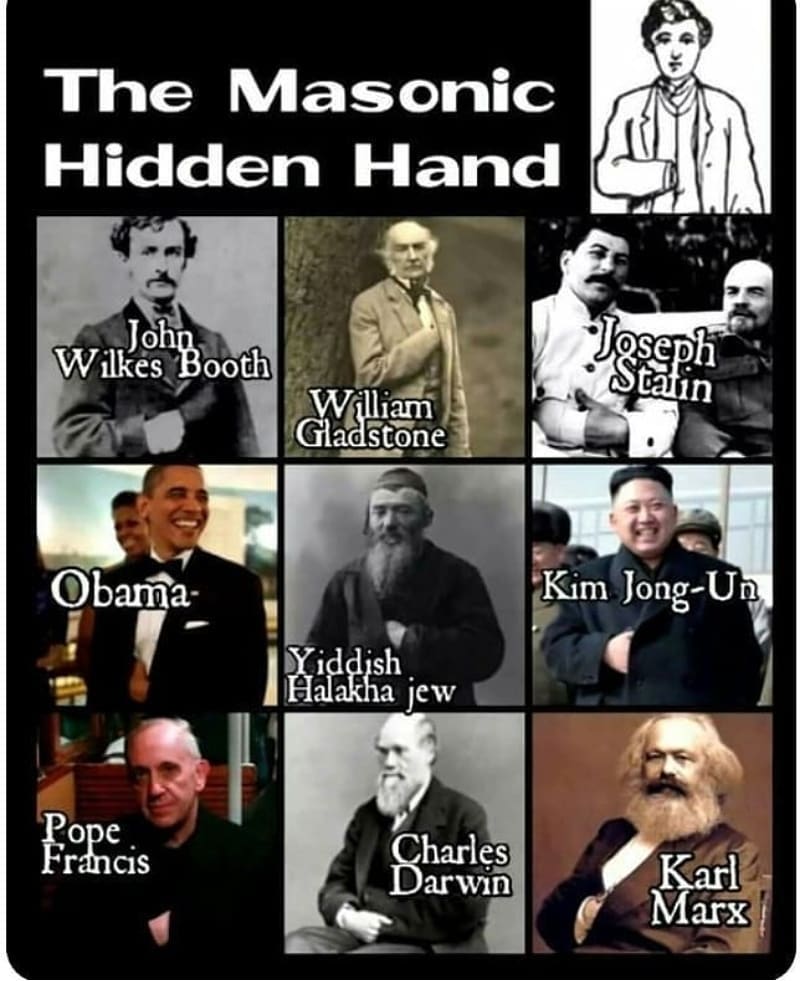 The Masonic
Hidden Hand
John
Wilkes Booth
William
Gladstone
Joseph
Stalin
Obama
Yiddish
Halakha jew
Kim Jong-Un
Pope
Francis
Charles
Darwin
Karl
Marx